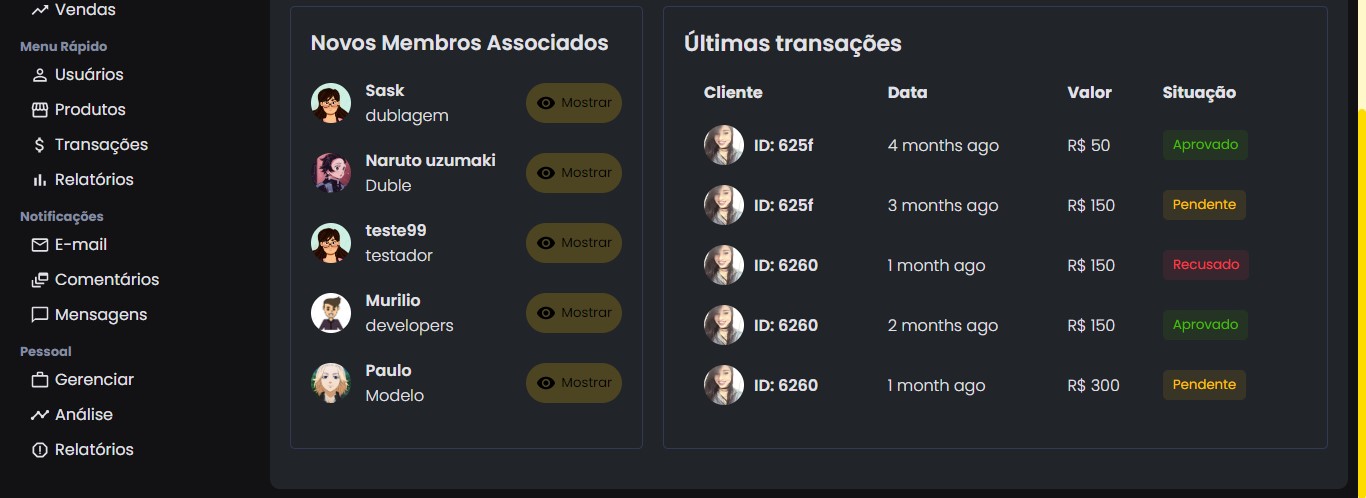 Vendas
Menu Rápido
Usuários
Produtos
Transações
Relatórios
Notificações
E-mail
Comentários
Mensagens
Pessoal
Gerenciar
Análise
Relatórios
Novos Membros Associados
Sask
dublagem
Mostrar
Naruto uzumaki
Duble
Mostrar
teste99
testador
Mostrar
Murilio
developers
Mostrar
Paulo
Modelo
Mostrar
Últimas transações
Cliente Data Valor Situação
ID: 625f 4 months ago R$ 50 Aprovado
ID: 625f 3 months ago R$ 150 Pendente
ID: 6260 1 month ago R$ 150 Recusado
ID: 6260 2 months ago R$ 150 Aprovado
ID: 6260 1 month ago R$ 300 Pendente